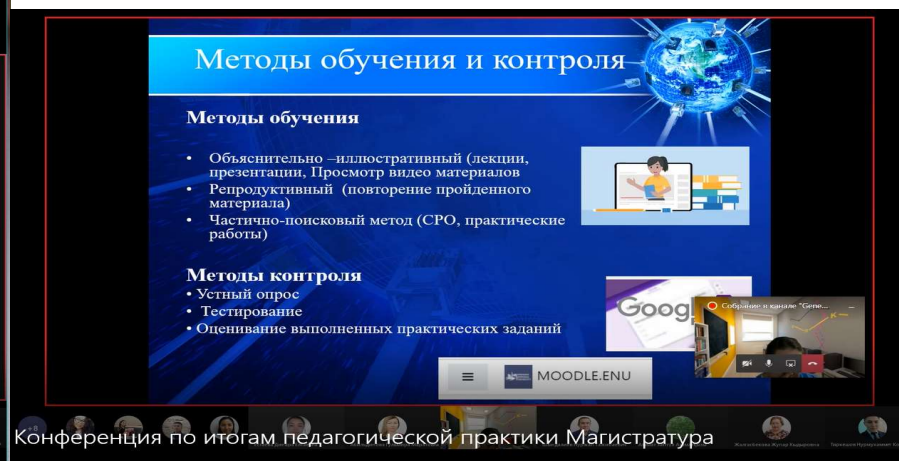 Методы обучения и контроля
Методы обучения
• Объяснительно –иллюстративный (лекции,
презентации, Просмотр видео материалов
• Репродуктивный (повторение пройденного
материала)
• Частично-поисковый метод (СРО, практические
работы)
Методы контроля
• Устный опрос
• Тестирование
• Оценивание выполненных практических заданий
Goog
Собрание в канале "Gene...
MOODLE.ENU
+8
Конференция по итогам педагогической практики Магистратура